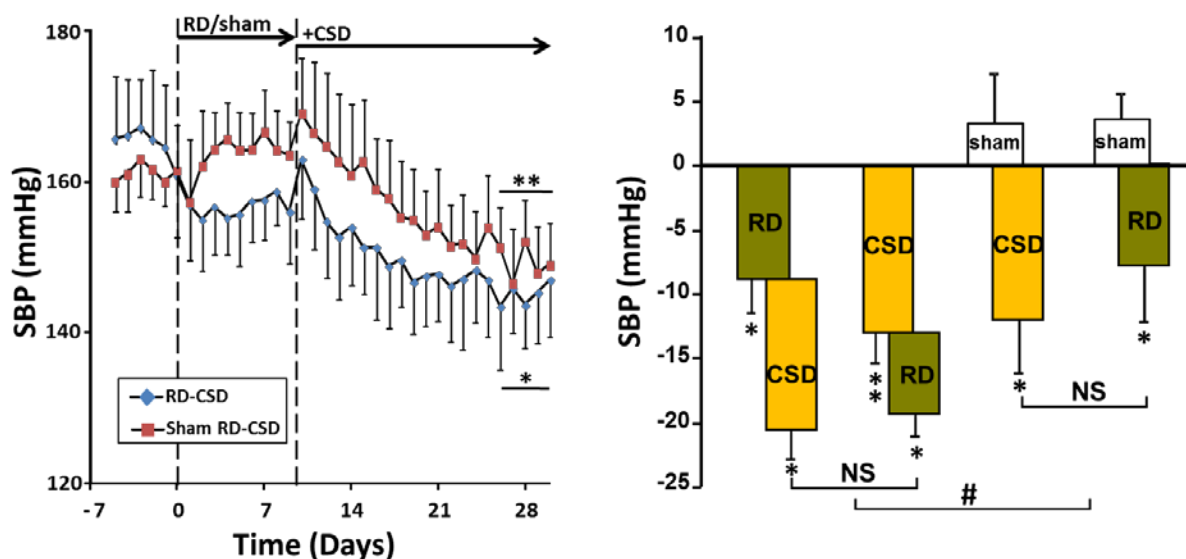 RD/sham
+CSD
180
160
140
120
SBP (mmHg)
RD-CSD
Sham RD-CSD
**
*
-7 0 7 14 21 28
Time (Days)
10
5
0
-5
-10
-15
-20
-25
SBP (mmHg)
sham
sham
RD
CSD
CSD
RD
CSD
RD
*
*
*
*
*
*
*
NS
NS
#